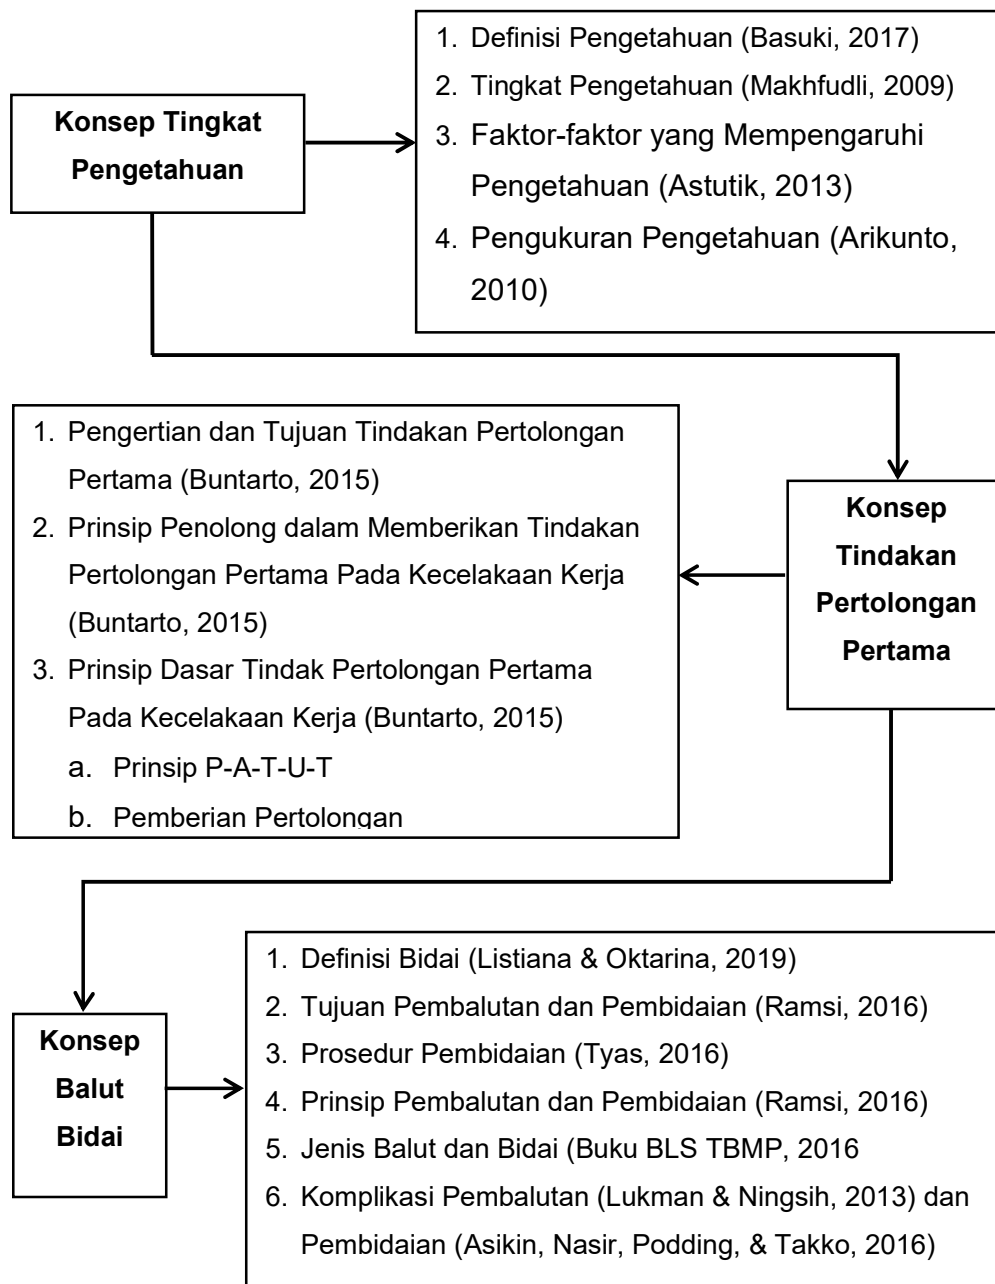 Konsep Tingkat
Pengetahuan
1. Definisi Pengetahuan (Basuki, 2017)
2. Tingkat Pengetahuan (Makhfudli, 2009)
3. Faktor-faktor yang Mempengaruhi
Pengetahuan (Astutik, 2013)
4. Pengukuran Pengetahuan (Arikunto,
2010)
1. Pengertian dan Tujuan Tindakan Pertolongan
Pertama (Buntarto, 2015)
2. Prinsip Penolong dalam Memberikan Tindakan
Pertolongan Pertama Pada Kecelakaan Kerja
(Buntarto, 2015)
3. Prinsip Dasar Tindak Pertolongan Pertama
Pada Kecelakaan Kerja (Buntarto, 2015)
a. Prinsip P-A-T-U-T
b. Pemberian Pertolongan
Konsep
Tindakan
Pertolongan
Pertama
Konsep
Balut
Bidai
1. Definisi Bidai (Listiana & Oktarina, 2019)
2. Tujuan Pembalutan dan Pembidaian (Ramsi, 2016)
3. Prosedur Pembidaian (Tyas, 2016)
4. Prinsip Pembalutan dan Pembidaian (Ramsi, 2016)
5. Jenis Balut dan Bidai (Buku BLS TBMP, 2016
6. Komplikasi Pembalutan (Lukman & Ningsih, 2013) dan
Pembidaian (Asikin, Nasir, Podding, & Takko, 2016)